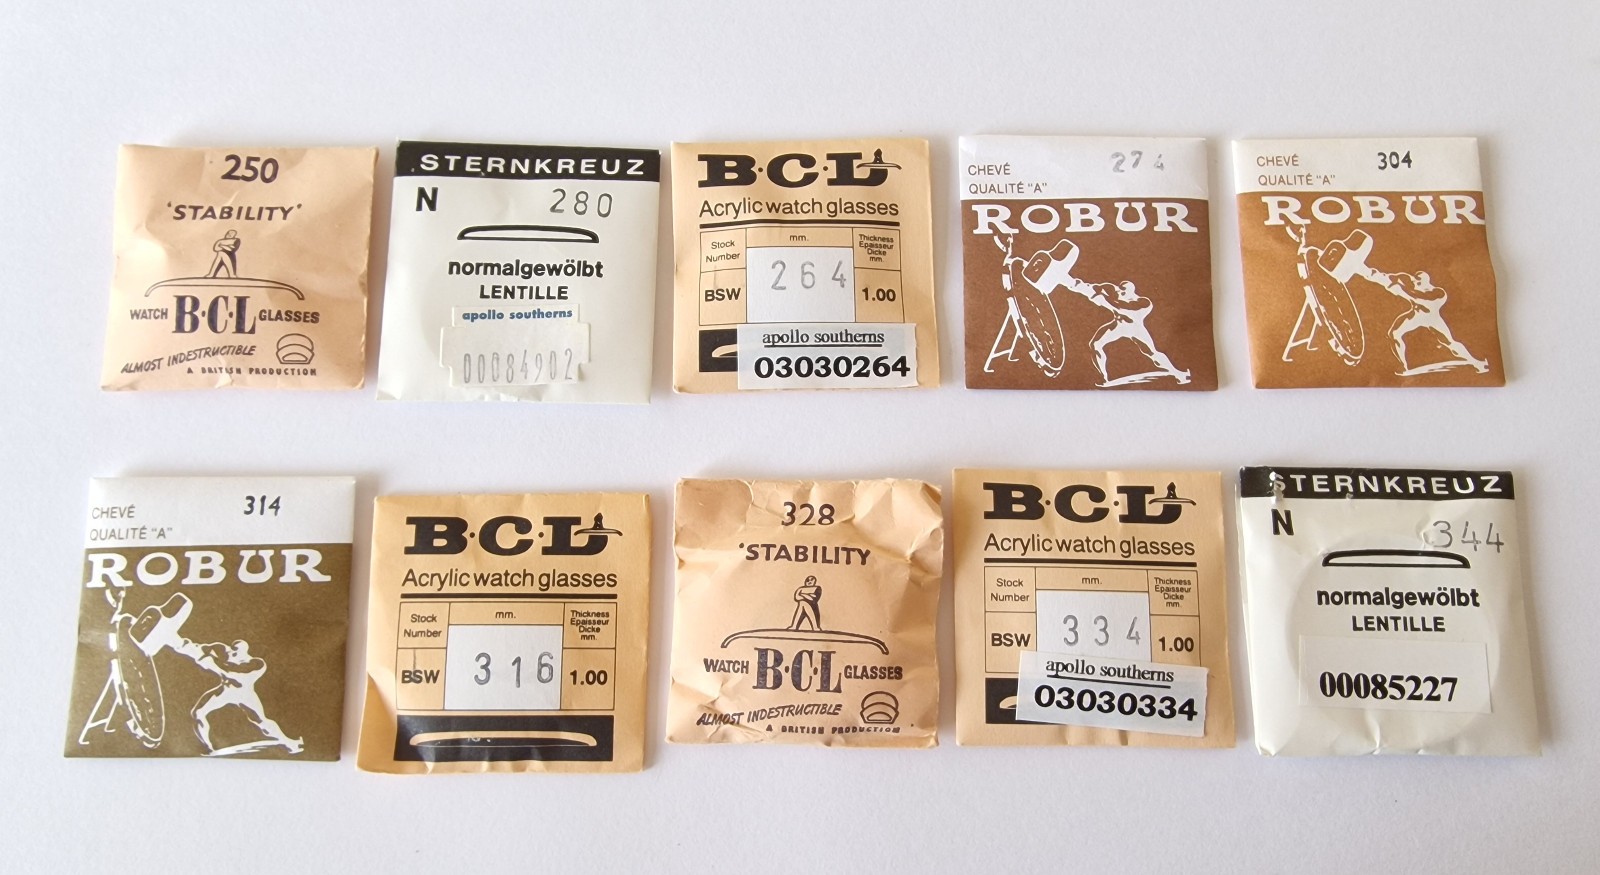 250
'STABILITY'
WATCH B·C·L GLASSES
ALMOST INDESTRUCTIBLE
A BRITISH PRODUCTION
STERNKREUZ
N 280
normalgewölbt
LENTILLE
apollo southerns
00084902
B·C·L
Acrylic watch glasses
Stock Number
mm.
Thickness
Epaisseur
Dicke
mm.
BSW 264 1.00
apollo southerns
03030264
CHEVÉ 274
QUALITÉ "A"
ROBUR
CHEVÉ 304
QUALITÉ "A"
ROBUR
CHEVÉ 314
QUALITÉ "A"
ROBUR
B·C·L
Acrylic watch glasses
Stock Number
mm.
Thickness
Epaisseur
Dicke
mm.
BSW 316 1.00
328
'STABILITY
WATCH B·C·L GLASSES
ALMOST INDESTRUCTIBLE
A BRITISH PRODUCTION
B·C·L
Acrylic watch glasses
Stock Number
mm.
Thickness
Epaisseur
Dicke
mm.
BSW 334 1.00
apollo southerns
03030334
STERNKREUZ
N 344
normalgewölbt
LENTILLE
00085227